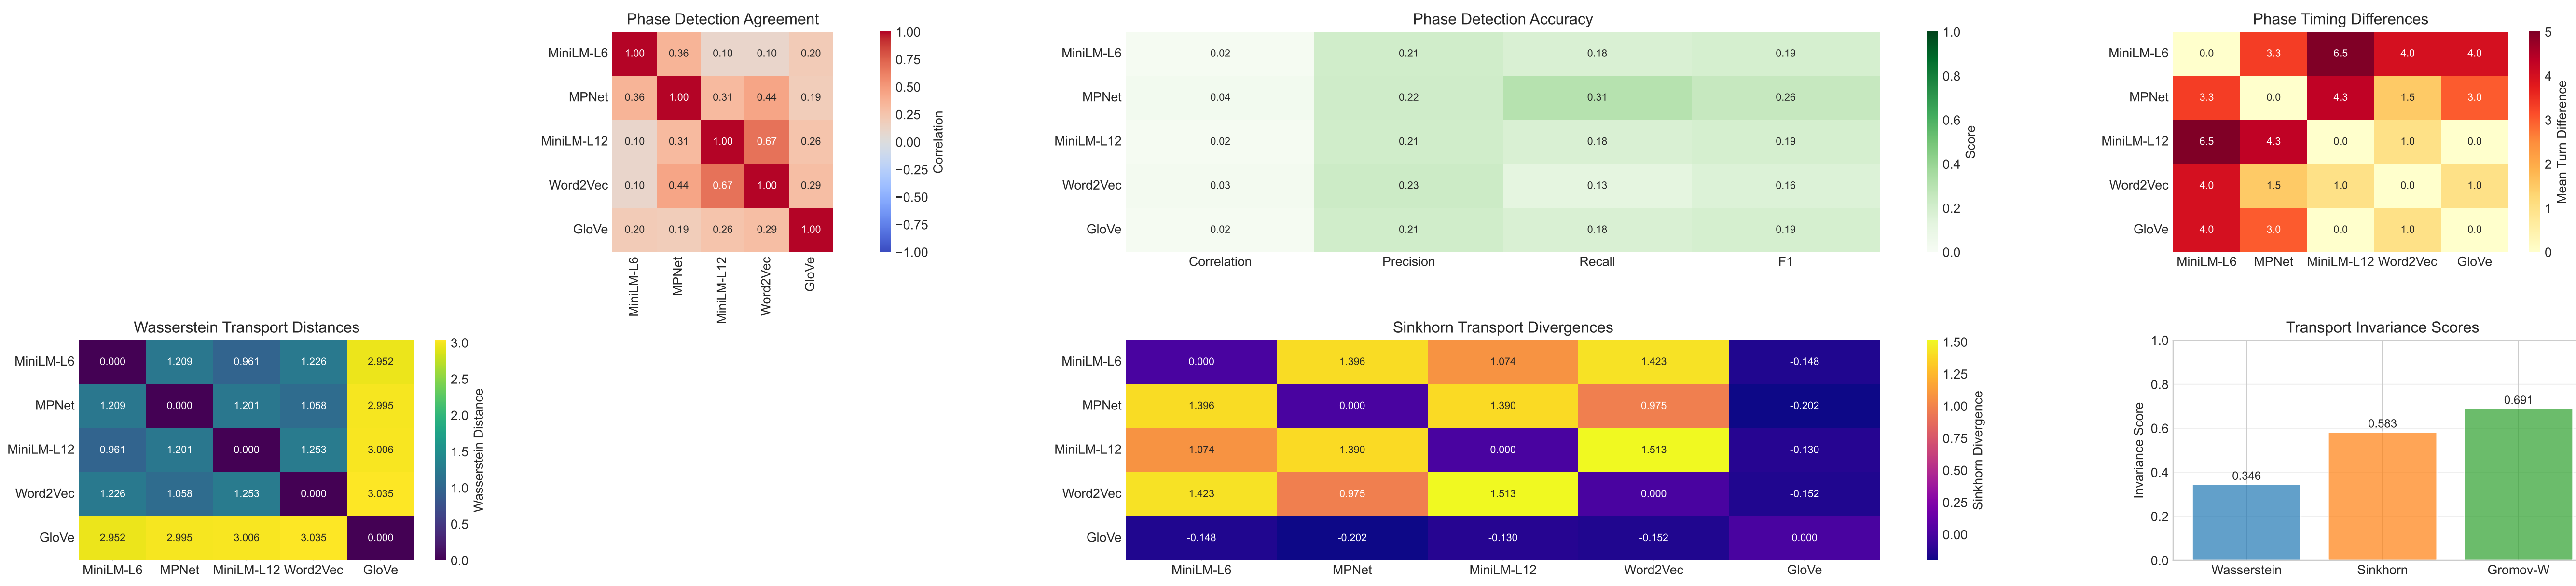 Phase Detection Agreement
MiniLM-L6 1.00 0.36 0.10 0.10 0.20
MPNet 0.36 1.00 0.31 0.44 0.19
MiniLM-L12 0.10 0.31 1.00 0.67 0.26
Word2Vec 0.10 0.44 0.67 1.00 0.29
GloVe 0.20 0.19 0.26 0.29 1.00
MiniLM-L6 MPNet MiniLM-L12 Word2Vec GloVe
1.00
0.75
0.50
0.25
0.00
−0.25
−0.50
−0.75
−1.00
Correlation
Phase Detection Accuracy
MiniLM-L6 0.02 0.21 0.18 0.19
MPNet 0.04 0.22 0.31 0.26
MiniLM-L12 0.02 0.21 0.18 0.19
Word2Vec 0.03 0.23 0.13 0.16
GloVe 0.02 0.21 0.18 0.19
Correlation Precision Recall F1
1.0
0.8
0.6
0.4
0.2
0.0
Score
Phase Timing Differences
MiniLM-L6 0.0 3.3 6.5 4.0 4.0
MPNet 3.3 0.0 4.3 1.5 3.0
MiniLM-L12 6.5 4.3 0.0 1.0 0.0
Word2Vec 4.0 1.5 1.0 0.0 1.0
GloVe 4.0 3.0 0.0 1.0 0.0
MiniLM-L6 MPNet MiniLM-L12 Word2Vec GloVe
5
4
3
2
1
0
Mean Turn Difference
Wasserstein Transport Distances
MiniLM-L6 0.000 1.209 0.961 1.226 2.952
MPNet 1.209 0.000 1.201 1.058 2.995
MiniLM-L12 0.961 1.201 0.000 1.253 3.006
Word2Vec 1.226 1.058 1.253 0.000 3.035
GloVe 2.952 2.995 3.006 3.035 0.000
MiniLM-L6 MPNet MiniLM-L12 Word2Vec GloVe
3.0
2.5
2.0
1.5
1.0
0.5
0.0
Wasserstein Distance
Sinkhorn Transport Divergences
MiniLM-L6 0.000 1.396 1.074 1.423 -0.148
MPNet 1.396 0.000 1.390 0.975 -0.202
MiniLM-L12 1.074 1.390 0.000 1.513 -0.130
Word2Vec 1.423 0.975 1.513 0.000 -0.152
GloVe -0.148 -0.202 -0.130 -0.152 0.000
MiniLM-L6 MPNet MiniLM-L12 Word2Vec GloVe
1.50
1.25
1.00
0.75
0.50
0.25
0.00
Sinkhorn Divergence
Transport Invariance Scores
1.0
0.8
0.6
0.4
0.2
0.0
Invariance Score
0.346 0.583 0.691
Wasserstein Sinkhorn Gromov-W